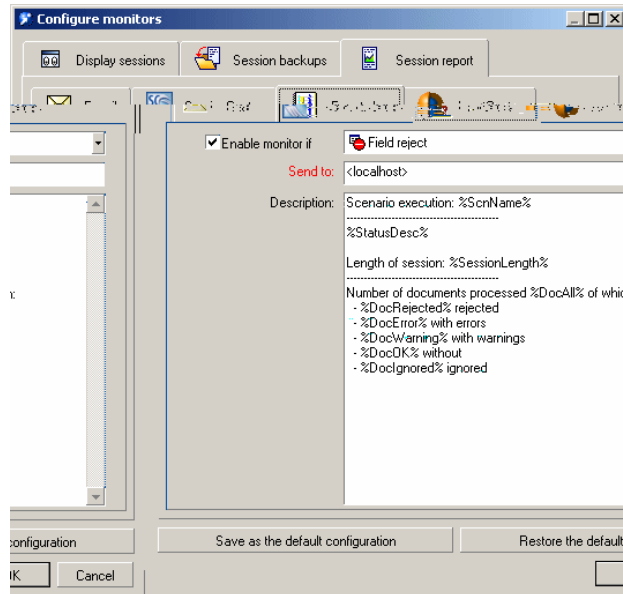 Configure monitors
Display sessions
Session backups
Session report
Enable monitor if
Field reject
Send to:
<localhost>
Description:
Scenario execution: %ScnName%
----------------------------------------------
%StatusDesc%
Length of session: %SessionLength%
----------------------------------------------
Number of documents processed %DocAll% of whic
- %DocRejected% rejected
- %DocError% with errors
- %DocWarning% with warnings
- %DocOK% without
- %DocIgnored% ignored
n:
configuration
Save as the default configuration
Restore the default
OK
Cancel